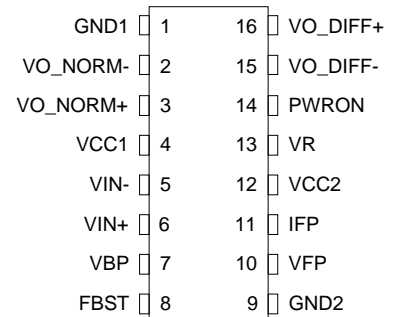 GND1 1 16 VO_DIFF+
VO_NORM- 2 15 VO_DIFF-
VO_NORM+ 3 14 PWRON
VCC1 4 13 VR
VIN- 5 12 VCC2
VIN+ 6 11 IFP
VBP 7 10 VFP
FBST 8 9 GND2